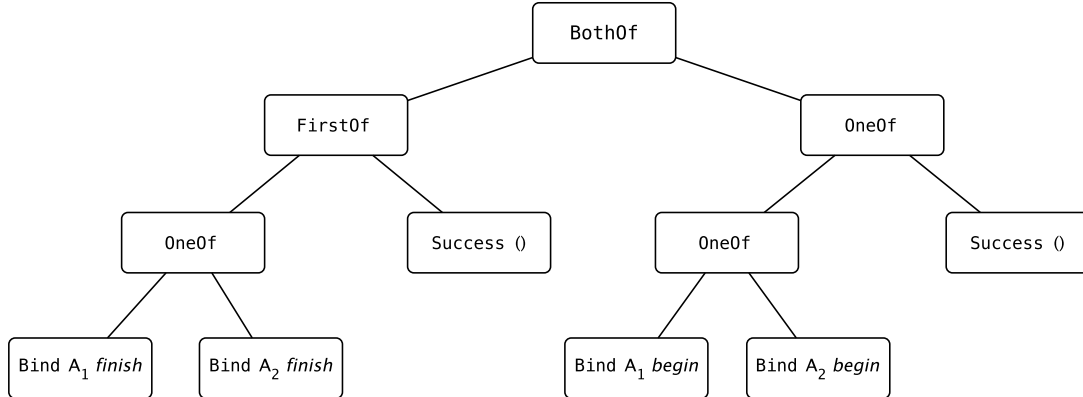 BothOf
FirstOf
OneOf
OneOf
Success ()
OneOf
Success ()
Bind A₁ finish
Bind A₂ finish
Bind A₁ begin
Bind A₂ begin